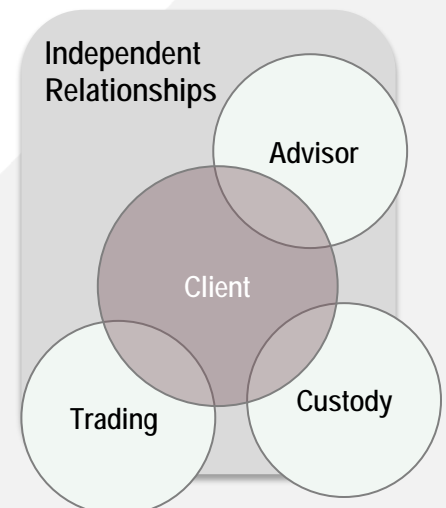 Independent
Relationships
Advisor
Client
Custody
Trading